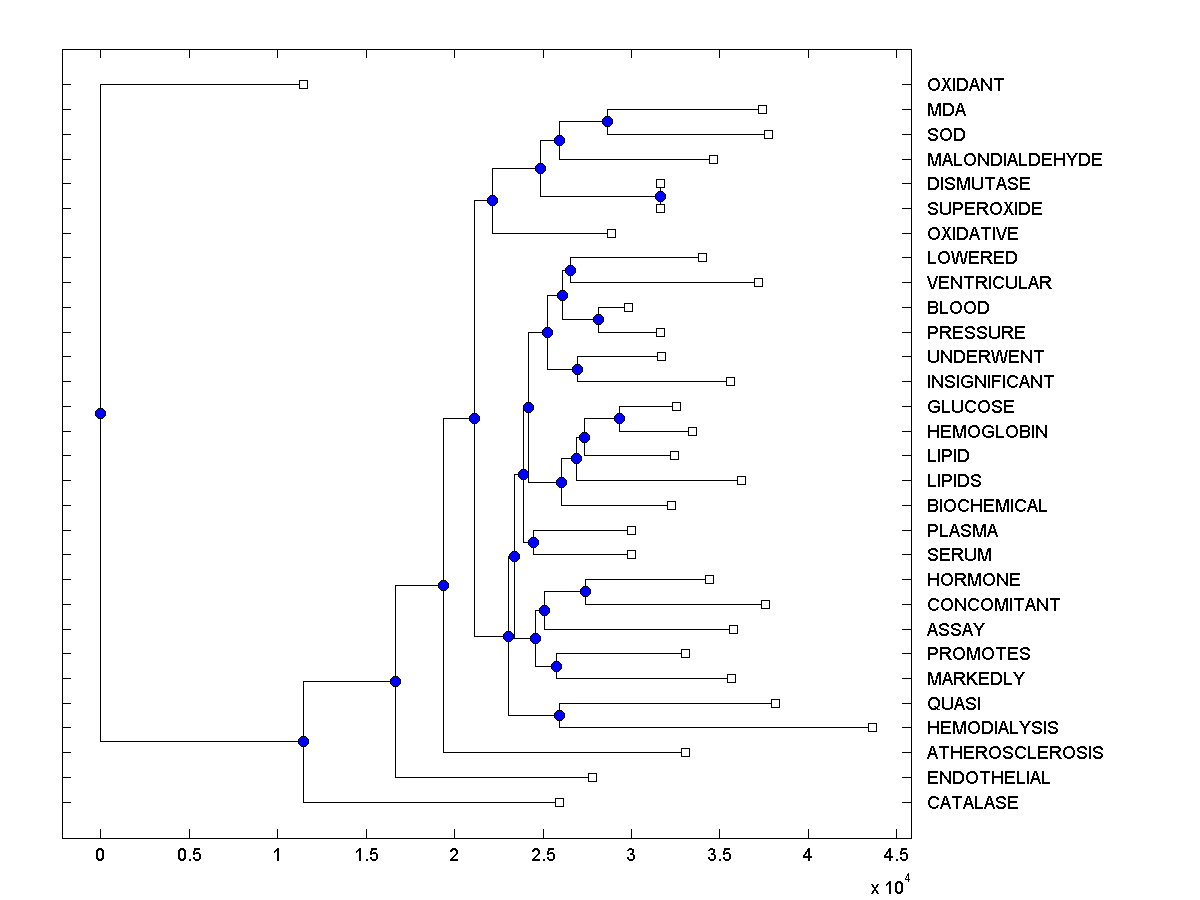 OXIDANT
MDA
SOD
MALONDIALDEHYDE
DISMUTASE
SUPEROXIDE
OXIDATIVE
LOWERED
VENTRICULAR
BLOOD
PRESSURE
UNDERWENT
INSIGNIFICANT
GLUCOSE
HEMOGLOBIN
LIPID
LIPIDS
BIOCHEMICAL
PLASMA
SERUM
HORMONE
CONCOMITANT
ASSAY
PROMOTES
MARKEDLY
QUASI
HEMODIALYSIS
ATHEROSCLEROSIS
ENDOTHELIAL
CATALASE
0 0.5 1 1.5 2 2.5 3 3.5 4 4.5
x 10^4